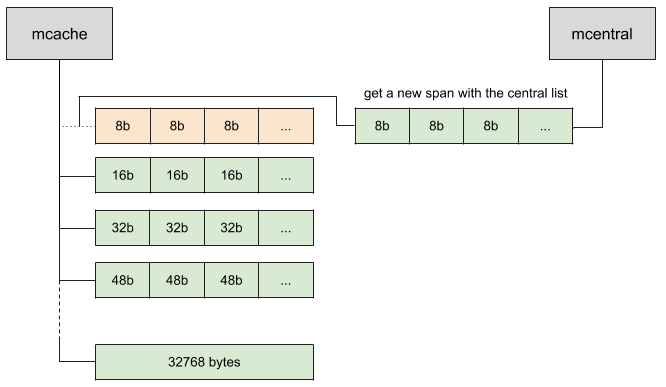 mcache
mcentral
get a new span with the central list
8b 8b 8b ...
8b 8b 8b ...
16b 16b 16b ...
32b 32b 32b ...
48b 48b 48b ...
32768 bytes